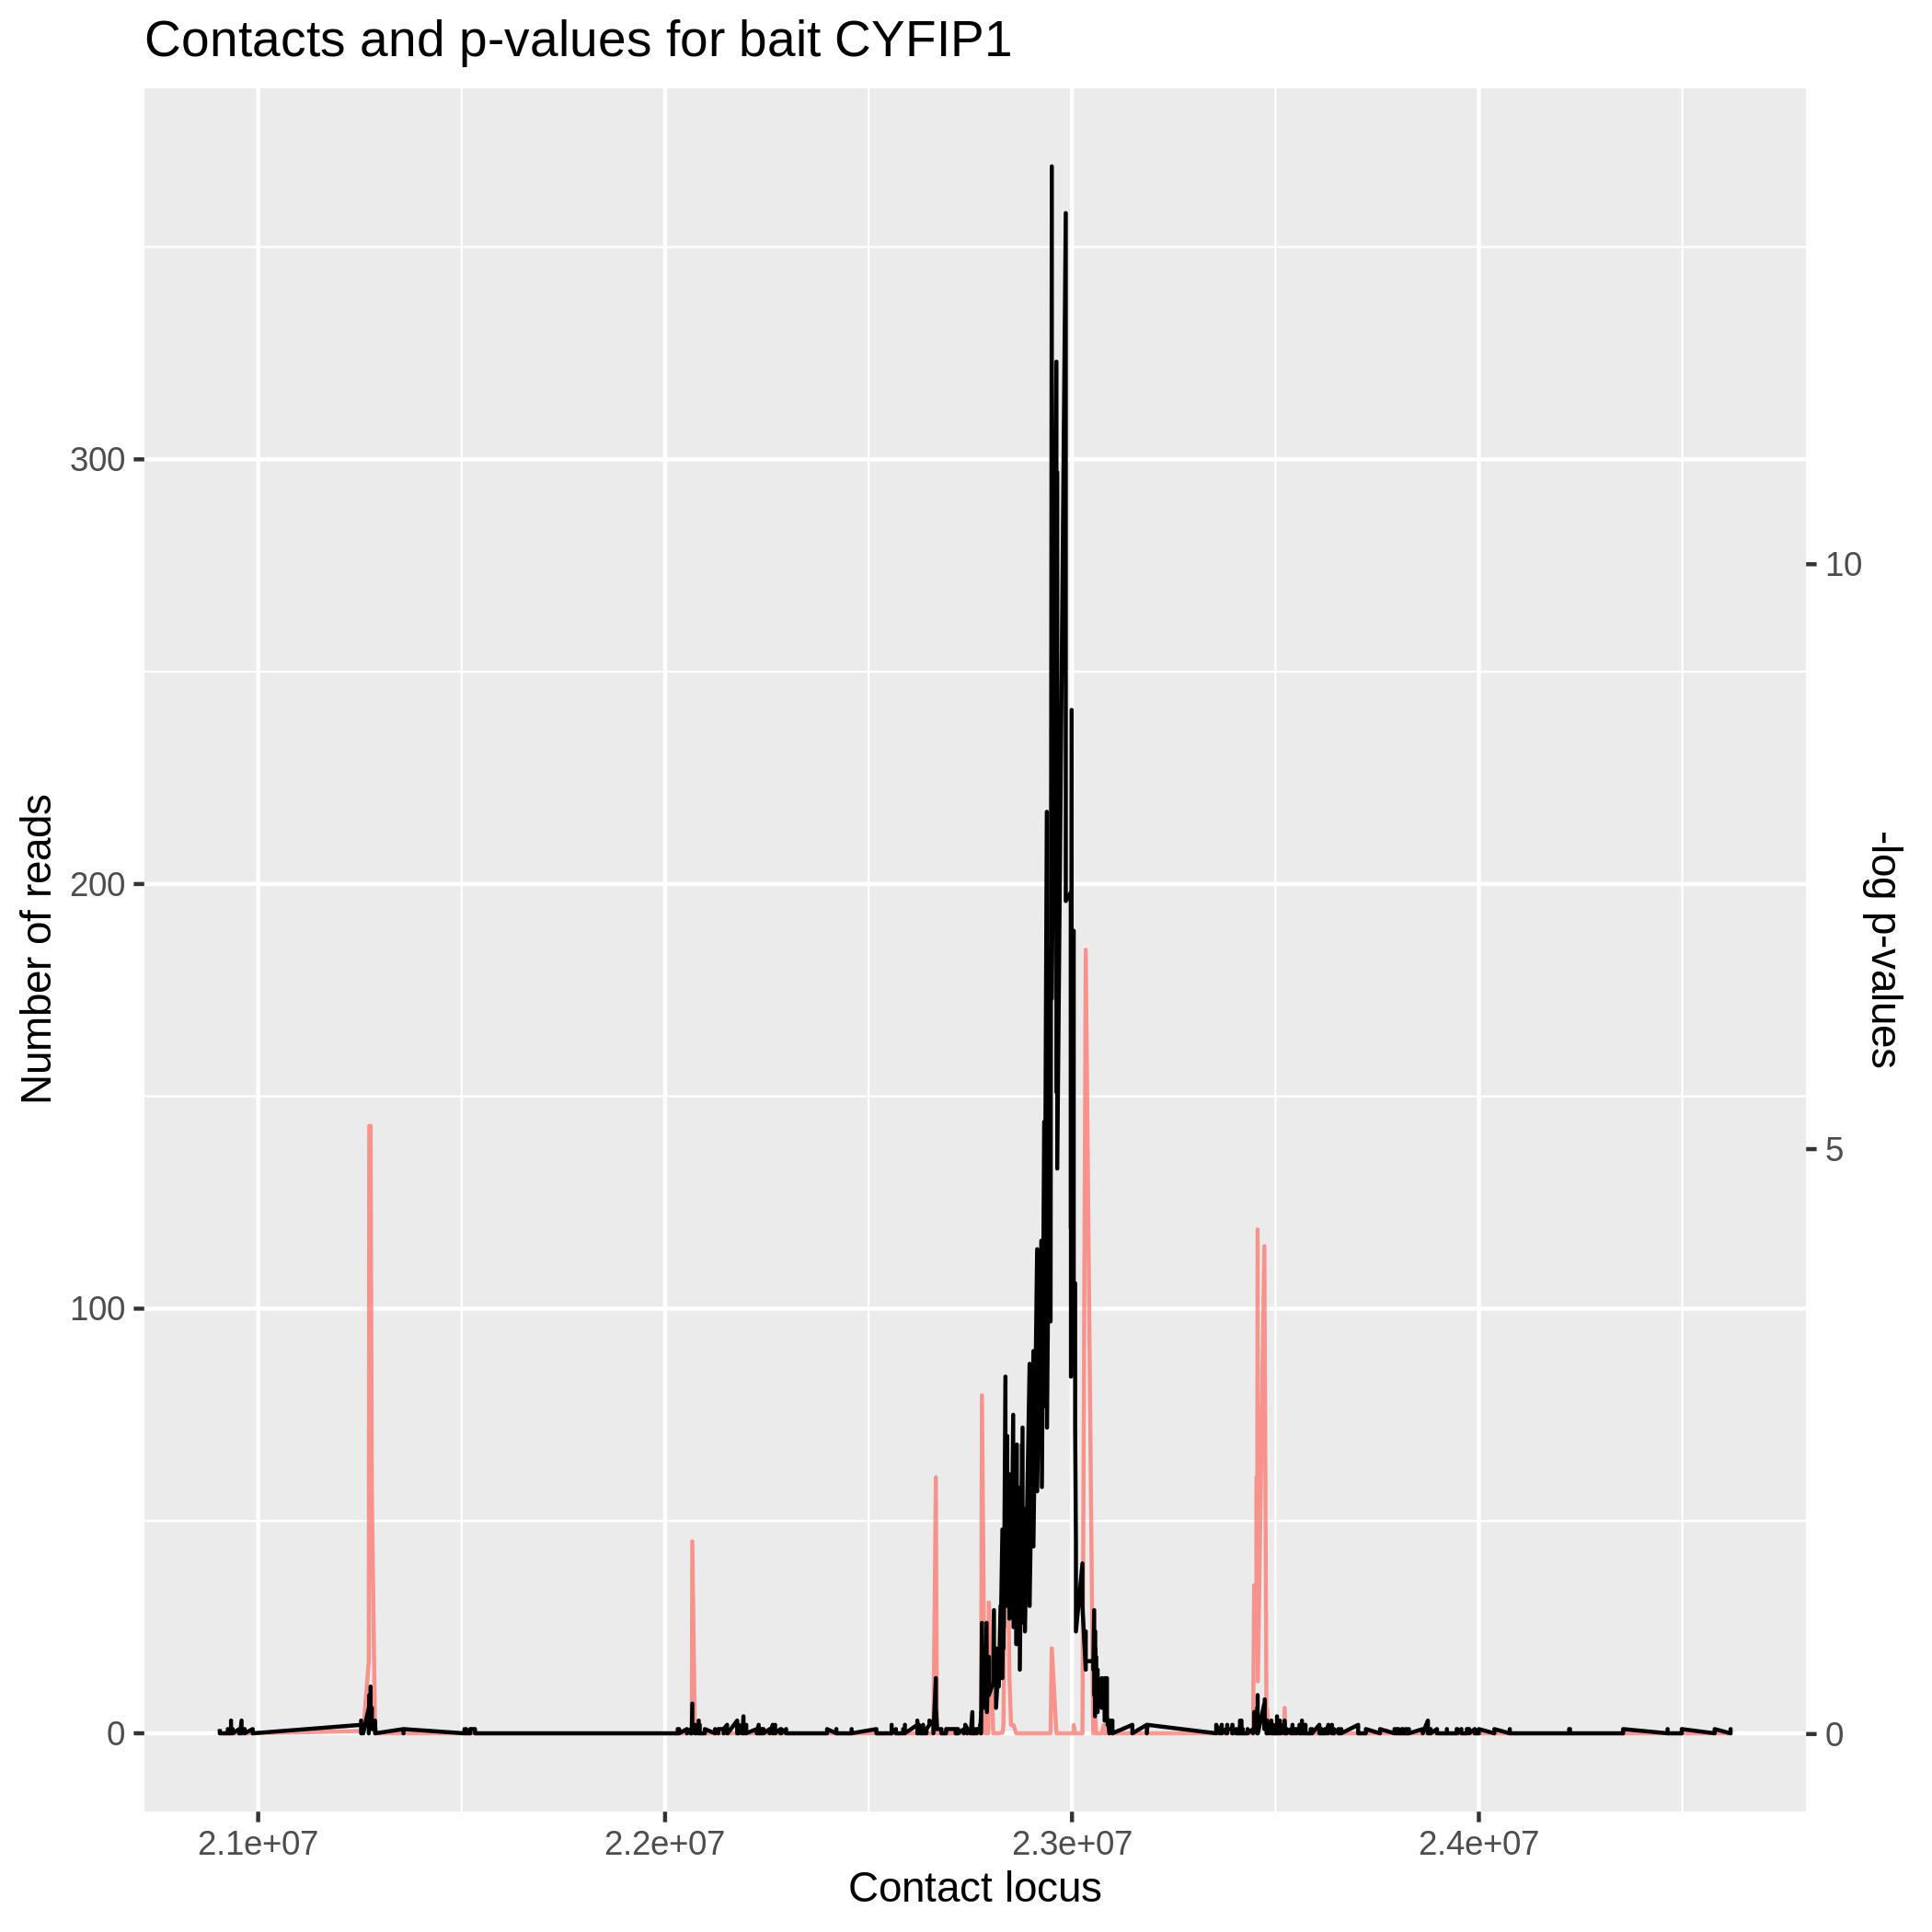 Contacts and p-values for bait CYFIP1
Number of reads
300
200
100
0
10
5
0
-log p-values
2.1e+07
2.2e+07
2.3e+07
2.4e+07
Contact locus